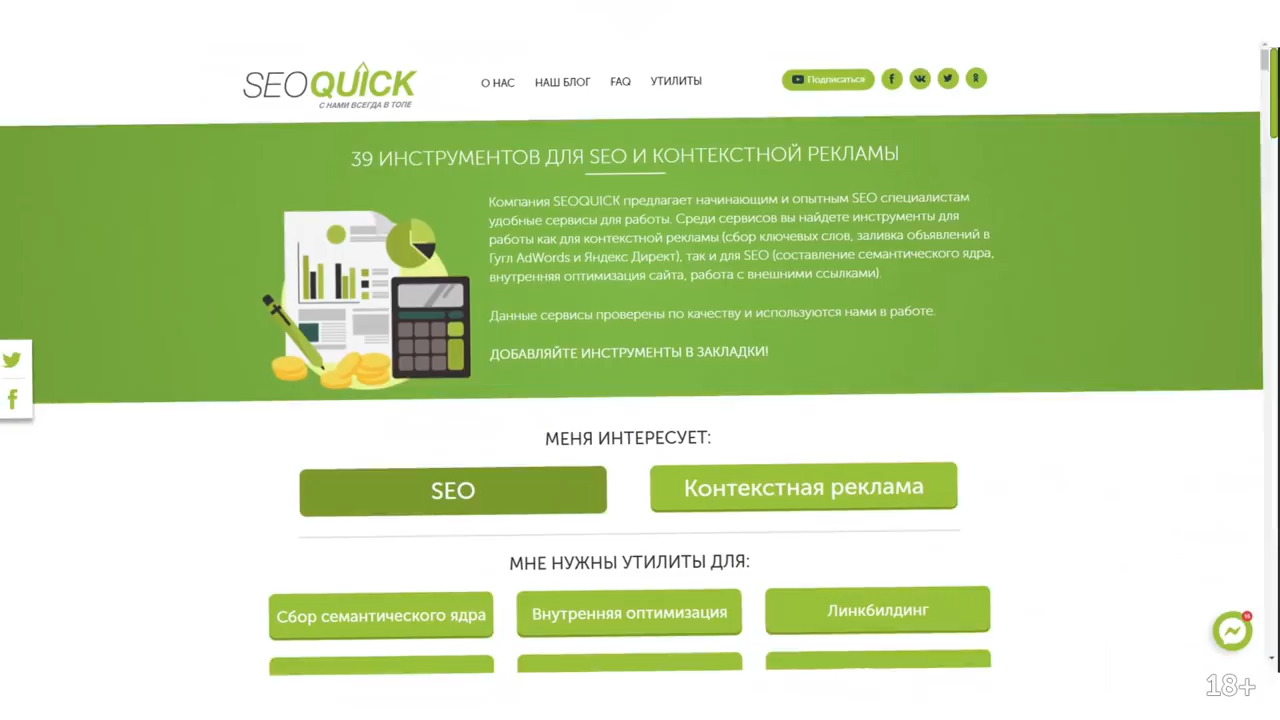 SEOQUICK
С НАМИ ВСЕГДА В ТОПЕ
О НАС
НАШ БЛОГ
FAQ
УТИЛИТЫ
Подписаться
39 ИНСТРУМЕНТОВ ДЛЯ SEO И КОНТЕКСТНОЙ РЕКЛАМЫ
Компания SEOQUICK предлагает начинающим и опытным SEO специалистам
удобные сервисы для работы. Среди сервисов вы найдете инструменты для
работы как для контекстной рекламы (сбор ключевых слов, заливка объявлений в
Гугл AdWords и Яндекс Директ), так и для SEO (составление семантического ядра,
внутренняя оптимизация сайта, работа с внешними ссылками).
Данные сервисы проверены по качеству и используются нами в работе.
ДОБАВЛЯЙТЕ ИНСТРУМЕНТЫ В ЗАКЛАДКИ!
МЕНЯ ИНТЕРЕСУЕТ:
SEO
Контекстная реклама
МНЕ НУЖНЫ УТИЛИТЫ ДЛЯ:
Сбор семантического ядра
Внутренняя оптимизация
Линкбилдинг
18+